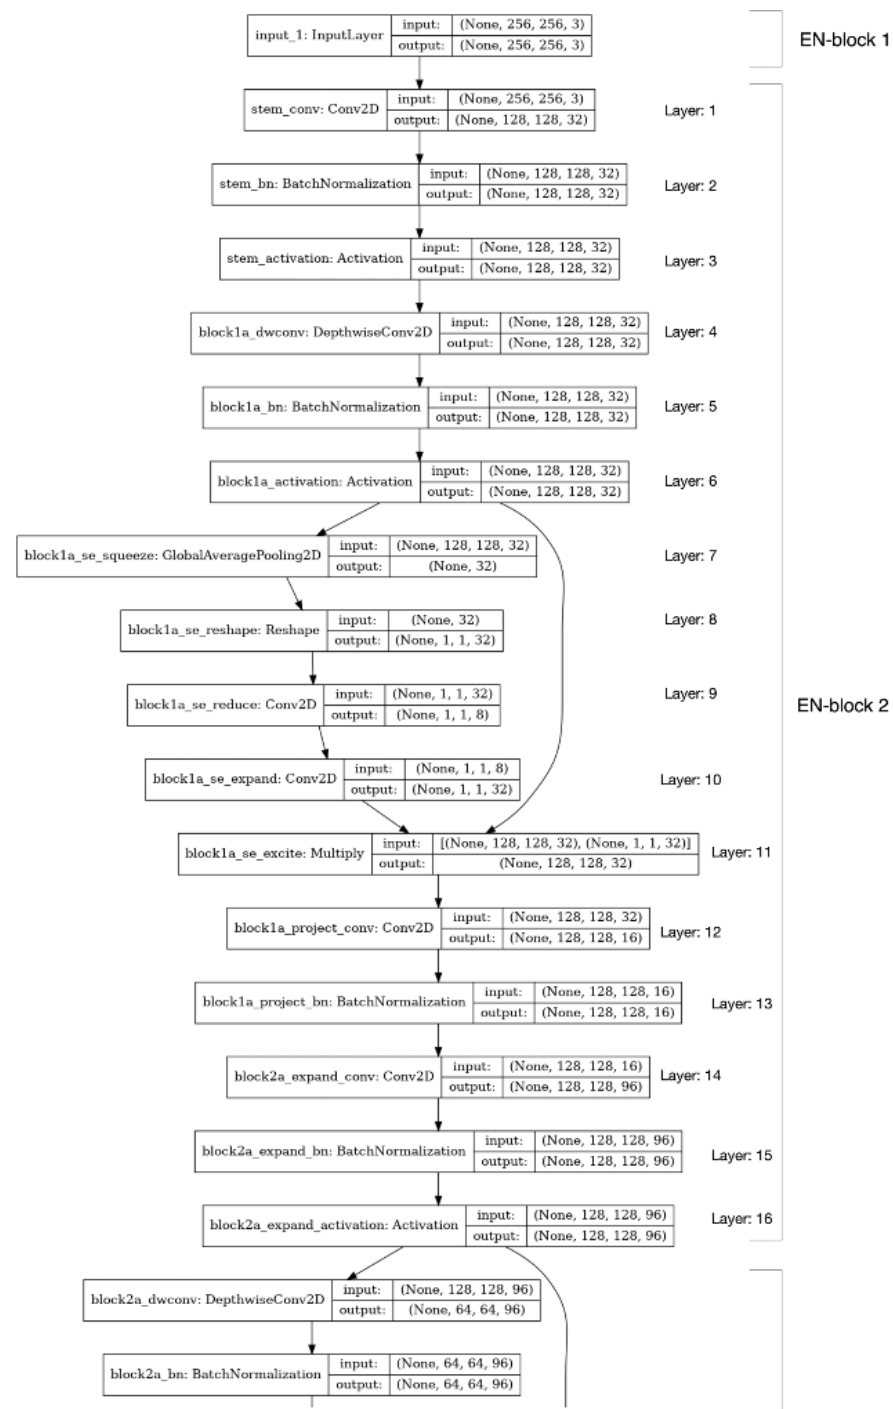 input_1: InputLayer input: (None, 256, 256, 3)
output: (None, 256, 256, 3)
EN-block 1
stem_conv: Conv2D input: (None, 256, 256, 3)
output: (None, 128, 128, 32)
Layer: 1
stem_bn: BatchNormalization input: (None, 128, 128, 32)
output: (None, 128, 128, 32)
Layer: 2
stem_activation: Activation input: (None, 128, 128, 32)
output: (None, 128, 128, 32)
Layer: 3
block1a_dwconv: DepthwiseConv2D input: (None, 128, 128, 32)
output: (None, 128, 128, 32)
Layer: 4
block1a_bn: BatchNormalization input: (None, 128, 128, 32)
output: (None, 128, 128, 32)
Layer: 5
block1a_activation: Activation input: (None, 128, 128, 32)
output: (None, 128, 128, 32)
Layer: 6
block1a_se_squeeze: GlobalAveragePooling2D input: (None, 128, 128, 32)
output: (None, 32)
Layer: 7
block1a_se_reshape: Reshape input: (None, 32)
output: (None, 1, 1, 32)
Layer: 8
block1a_se_reduce: Conv2D input: (None, 1, 1, 32)
output: (None, 1, 1, 8)
Layer: 9
EN-block 2
block1a_se_expand: Conv2D input: (None, 1, 1, 8)
output: (None, 1, 1, 32)
Layer: 10
block1a_se_excite: Multiply input: [(None, 128, 128, 32), (None, 1, 1, 32)]
output: (None, 128, 128, 32)
Layer: 11
block1a_project_conv: Conv2D input: (None, 128, 128, 32)
output: (None, 128, 128, 16)
Layer: 12
block1a_project_bn: BatchNormalization input: (None, 128, 128, 16)
output: (None, 128, 128, 16)
Layer: 13
block2a_expand_conv: Conv2D input: (None, 128, 128, 16)
output: (None, 128, 128, 96)
Layer: 14
block2a_expand_bn: BatchNormalization input: (None, 128, 128, 96)
output: (None, 128, 128, 96)
Layer: 15
block2a_expand_activation: Activation input: (None, 128, 128, 96)
output: (None, 128, 128, 96)
Layer: 16
block2a_dwconv: DepthwiseConv2D input: (None, 128, 128, 96)
output: (None, 64, 64, 96)
block2a_bn: BatchNormalization input: (None, 64, 64, 96)
output: (None, 64, 64, 96)